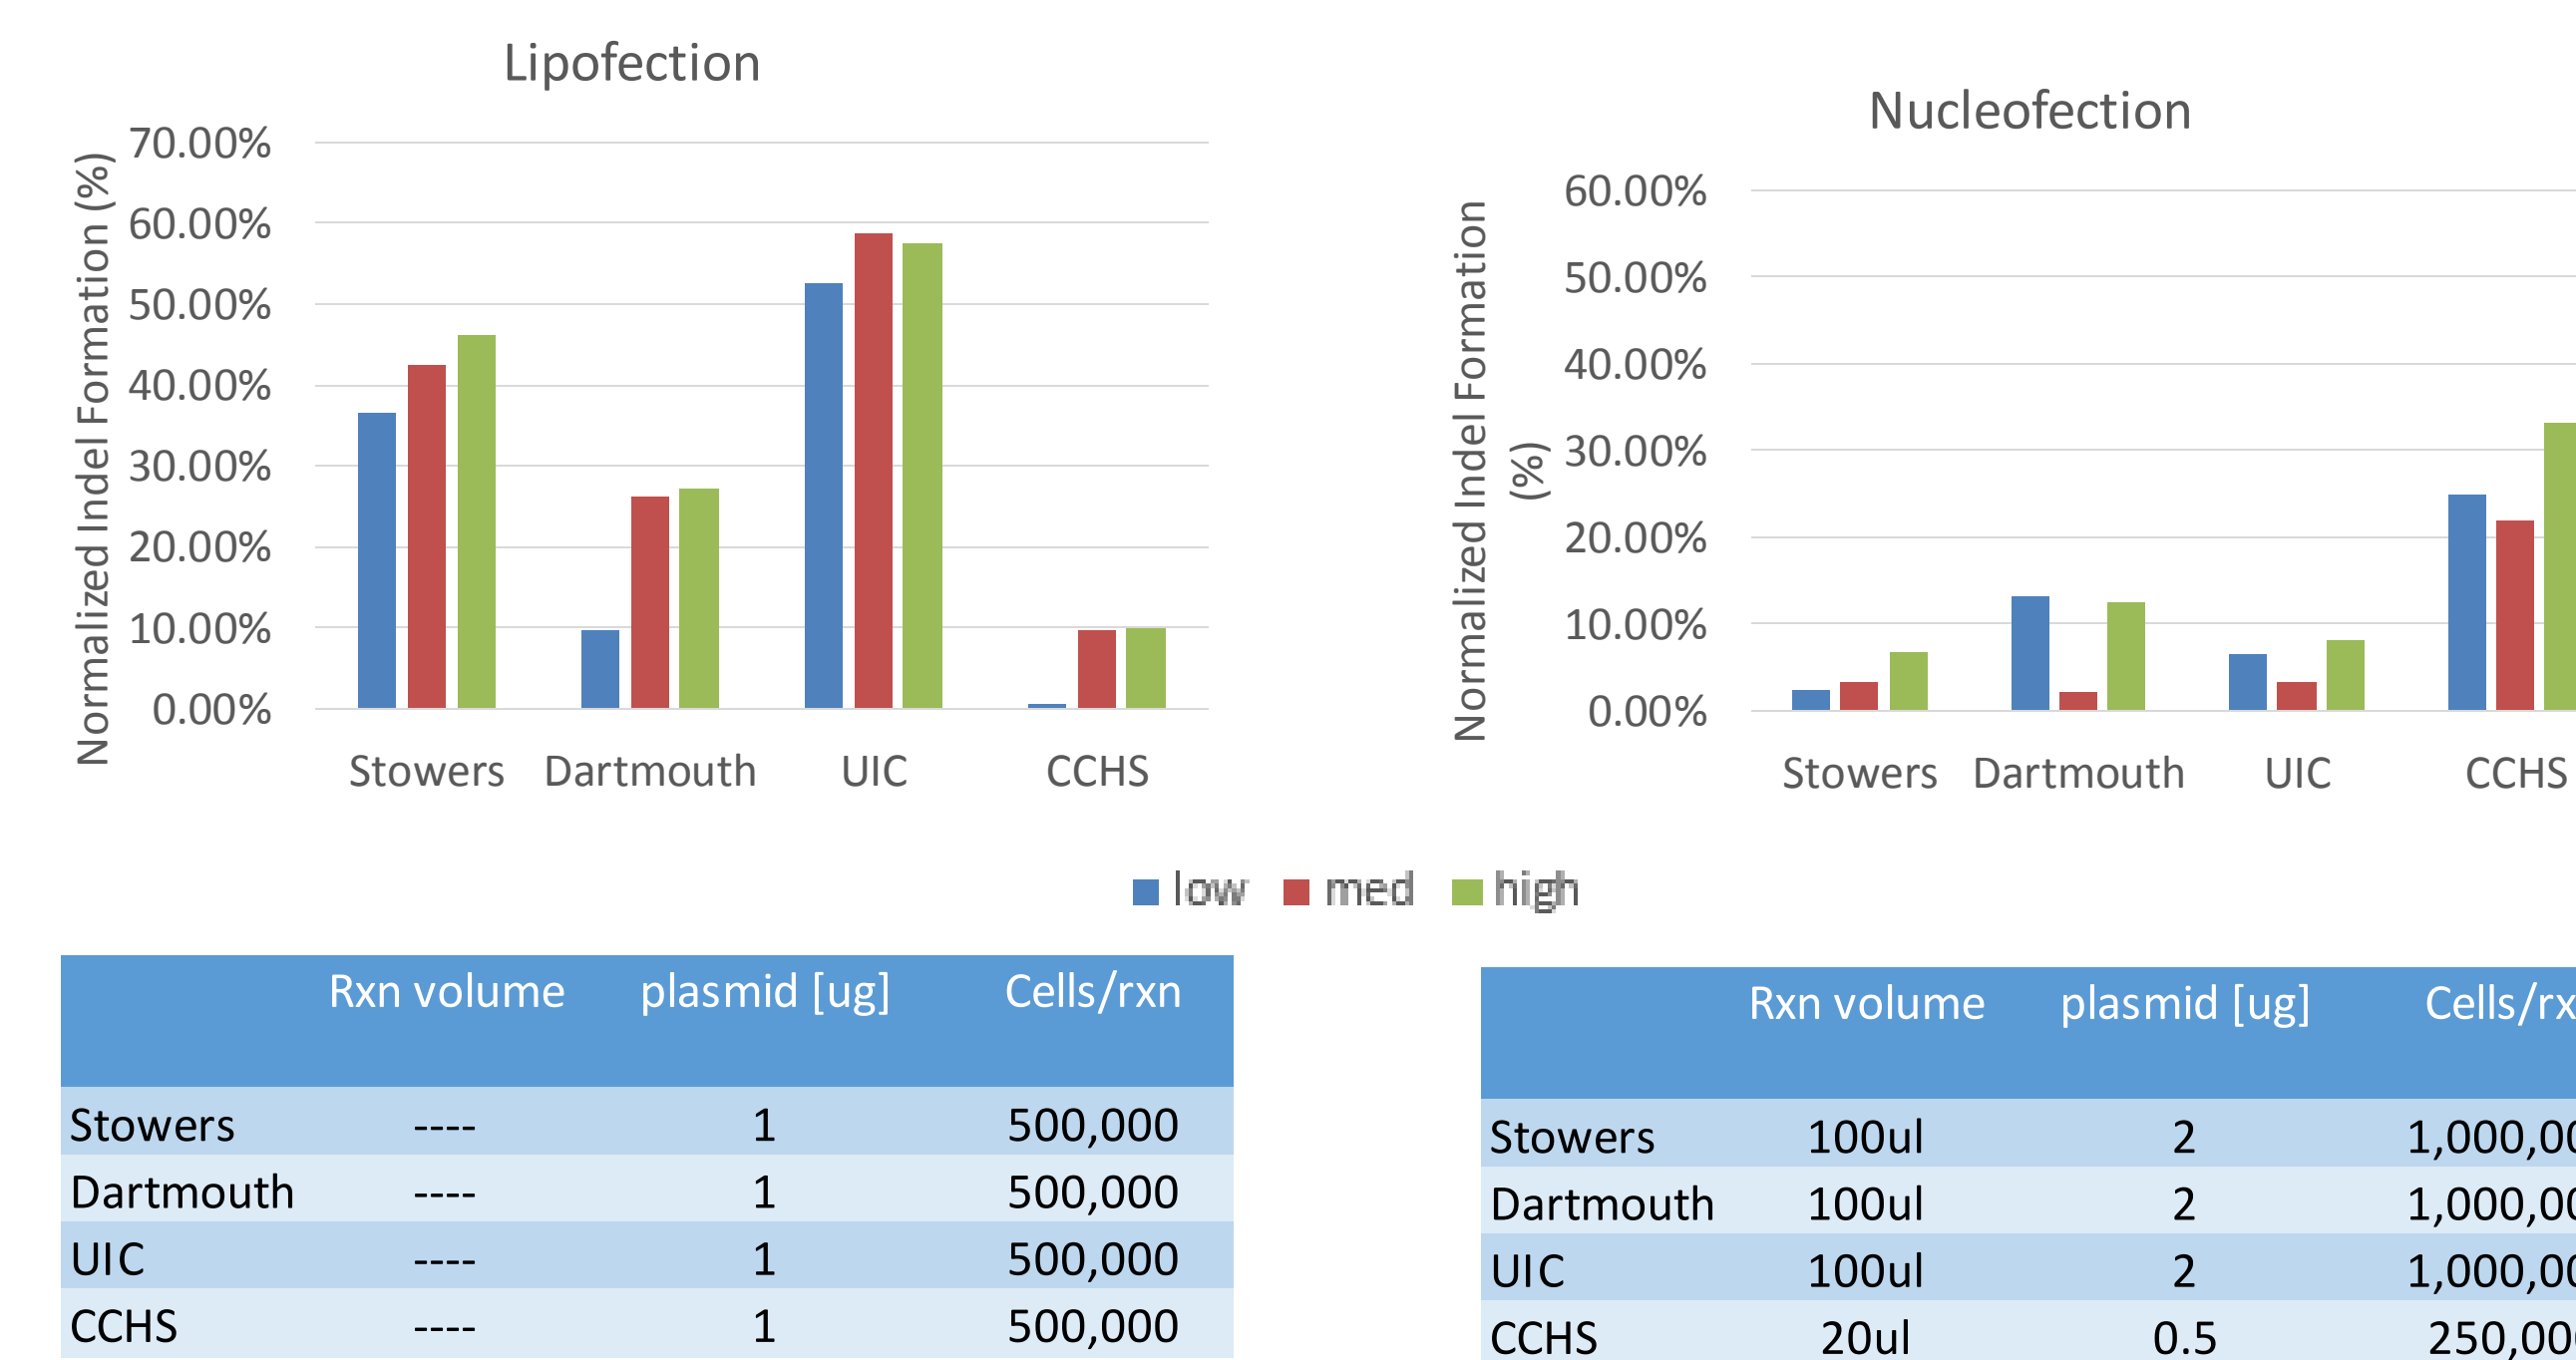 Lipofection
Normalized Indel Formation (%)
70.00%
60.00%
50.00%
40.00%
30.00%
20.00%
10.00%
0.00%
Stowers Dartmouth UIC CCHS
Nucleofection
Normalized Indel Formation
(%)
60.00%
50.00%
40.00%
30.00%
20.00%
10.00%
0.00%
Stowers Dartmouth UIC CCHS
low med high
Rxn volume plasmid [ug] Cells/rxn
Stowers ---- 1 500,000
Dartmouth ---- 1 500,000
UIC ---- 1 500,000
CCHS ---- 1 500,000
Rxn volume plasmid [ug]
Stowers 100ul 2
Dartmouth 100ul 2
UIC 100ul 2
CCHS 20ul 0.5